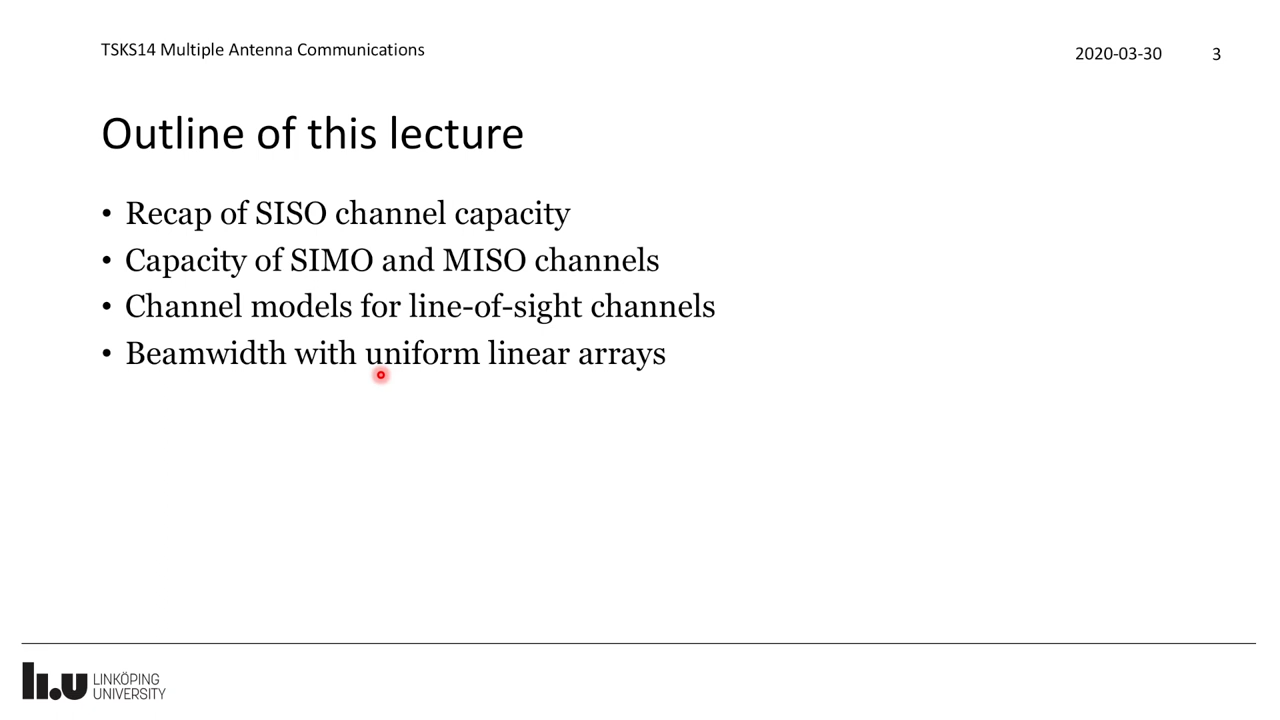 TSKS14 Multiple Antenna Communications
2020-03-30 3
Outline of this lecture
• Recap of SISO channel capacity
• Capacity of SIMO and MISO channels
• Channel models for line-of-sight channels
• Beamwidth with uniform linear arrays
li.u LINKÖPING
UNIVERSITY